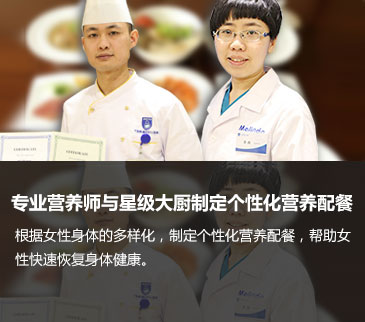 专业营养师与星级大厨制定个性化营养配餐
根据女性身体的多样化，制定个性化营养配餐，帮助女
性快速恢复身体健康。